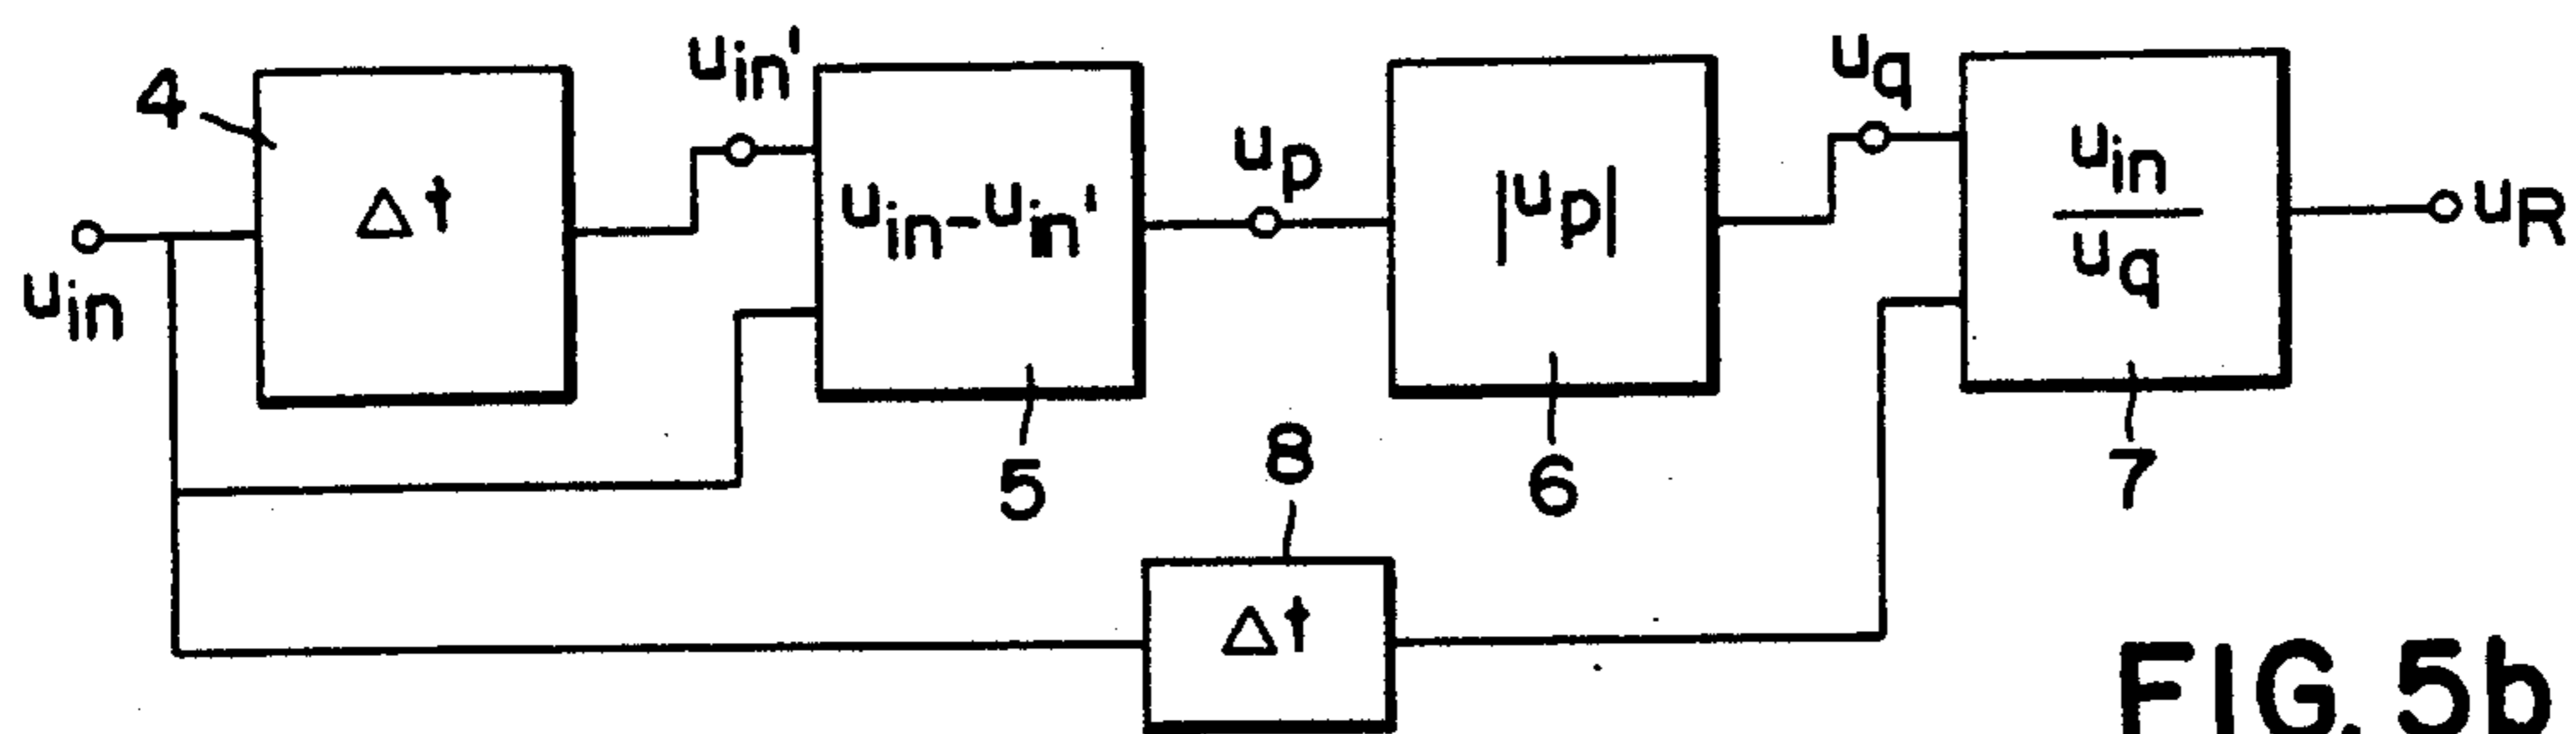 4
Δt
u_in
u_in'
u_in - u_in'
5
u_p
|u_p|
6
u_q
u_in
u_q
7
u_R
8
Δt
FIG. 5b